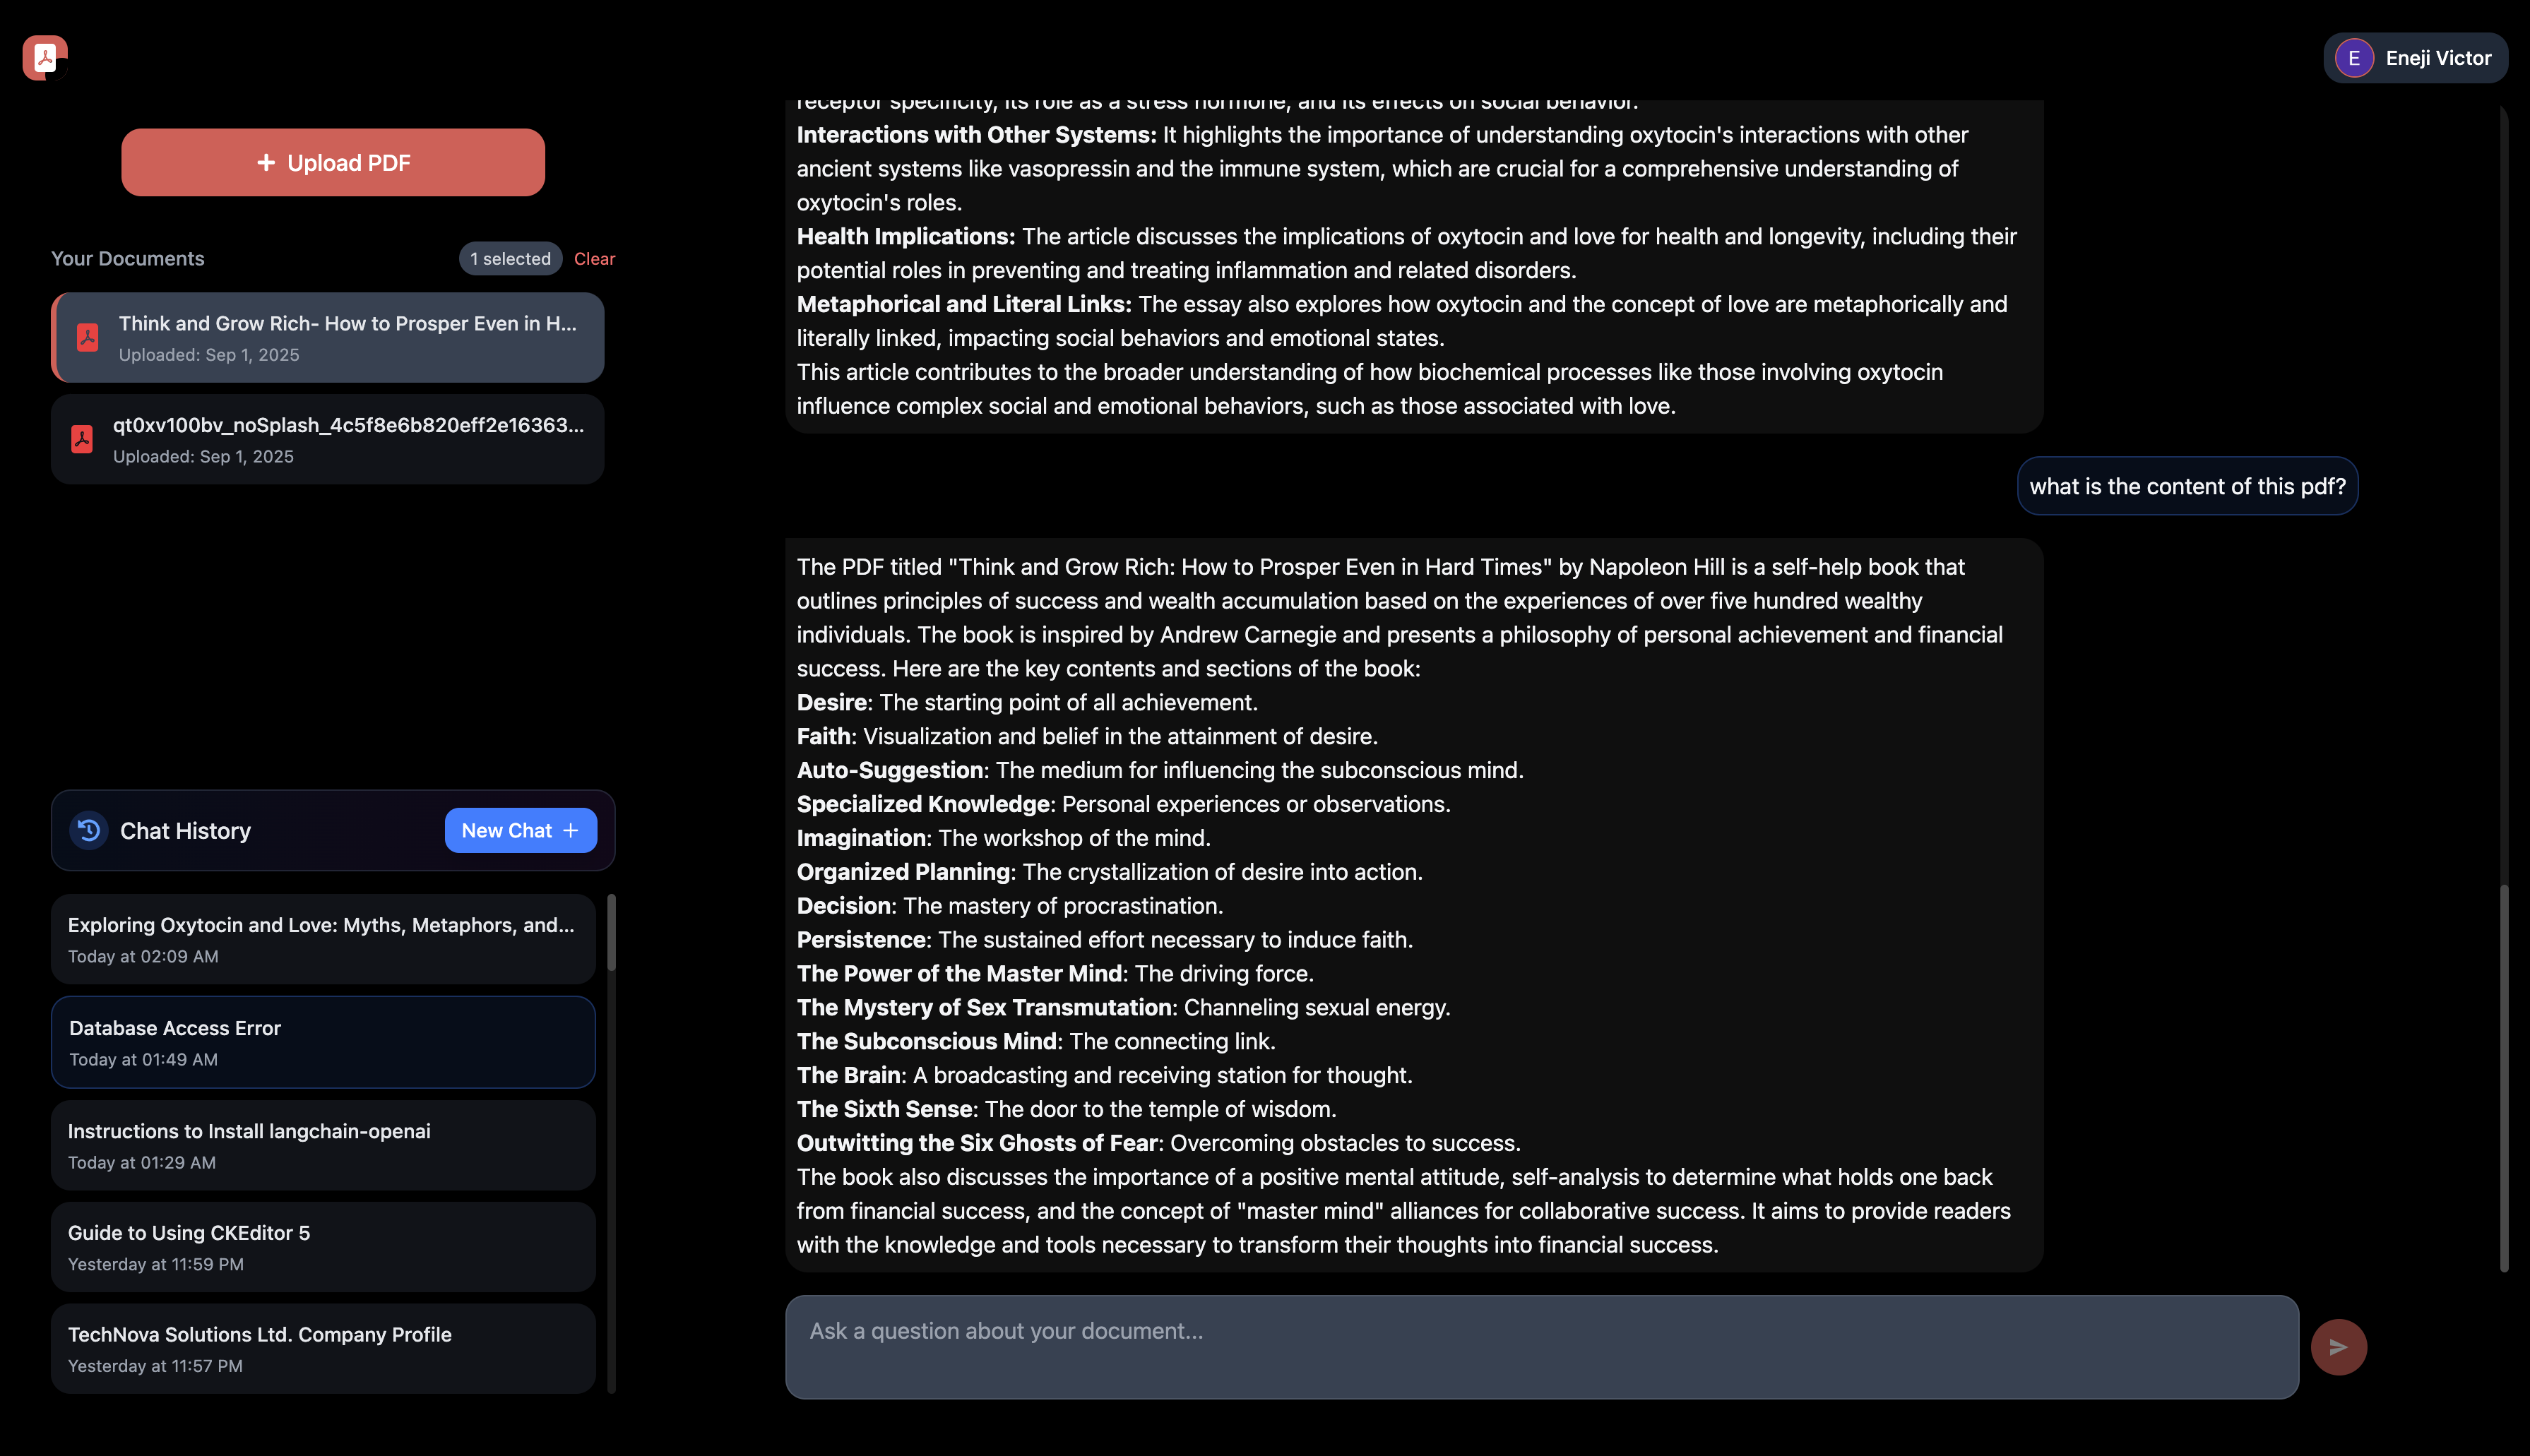 E
Eneji Victor
+ Upload PDF
Your Documents
1 selected
Clear
Think and Grow Rich- How to Prosper Even in H...
Uploaded: Sep 1, 2025
qt0xv100bv_noSplash_4c5f8e6b820eff2e16363...
Uploaded: Sep 1, 2025
Chat History
New Chat +
Exploring Oxytocin and Love: Myths, Metaphors, and...
Today at 02:09 AM
Database Access Error
Today at 01:49 AM
Instructions to Install langchain-openai
Today at 01:29 AM
Guide to Using CKEditor 5
Yesterday at 11:59 PM
TechNova Solutions Ltd. Company Profile
Yesterday at 11:57 PM
receptor specificity, its role as a stress hormone, and its effects on social behavior.
Interactions with Other Systems: It highlights the importance of understanding oxytocin's interactions with other
ancient systems like vasopressin and the immune system, which are crucial for a comprehensive understanding of
oxytocin's roles.
Health Implications: The article discusses the implications of oxytocin and love for health and longevity, including their
potential roles in preventing and treating inflammation and related disorders.
Metaphorical and Literal Links: The essay also explores how oxytocin and the concept of love are metaphorically and
literally linked, impacting social behaviors and emotional states.
This article contributes to the broader understanding of how biochemical processes like those involving oxytocin
influence complex social and emotional behaviors, such as those associated with love.
what is the content of this pdf?
The PDF titled "Think and Grow Rich: How to Prosper Even in Hard Times" by Napoleon Hill is a self-help book that
outlines principles of success and wealth accumulation based on the experiences of over five hundred wealthy
individuals. The book is inspired by Andrew Carnegie and presents a philosophy of personal achievement and financial
success. Here are the key contents and sections of the book:
Desire: The starting point of all achievement.
Faith: Visualization and belief in the attainment of desire.
Auto-Suggestion: The medium for influencing the subconscious mind.
Specialized Knowledge: Personal experiences or observations.
Imagination: The workshop of the mind.
Organized Planning: The crystallization of desire into action.
Decision: The mastery of procrastination.
Persistence: The sustained effort necessary to induce faith.
The Power of the Master Mind: The driving force.
The Mystery of Sex Transmutation: Channeling sexual energy.
The Subconscious Mind: The connecting link.
The Brain: A broadcasting and receiving station for thought.
The Sixth Sense: The door to the temple of wisdom.
Outwitting the Six Ghosts of Fear: Overcoming obstacles to success.
The book also discusses the importance of a positive mental attitude, self-analysis to determine what holds one back
from financial success, and the concept of "master mind" alliances for collaborative success. It aims to provide readers
with the knowledge and tools necessary to transform their thoughts into financial success.
Ask a question about your document...